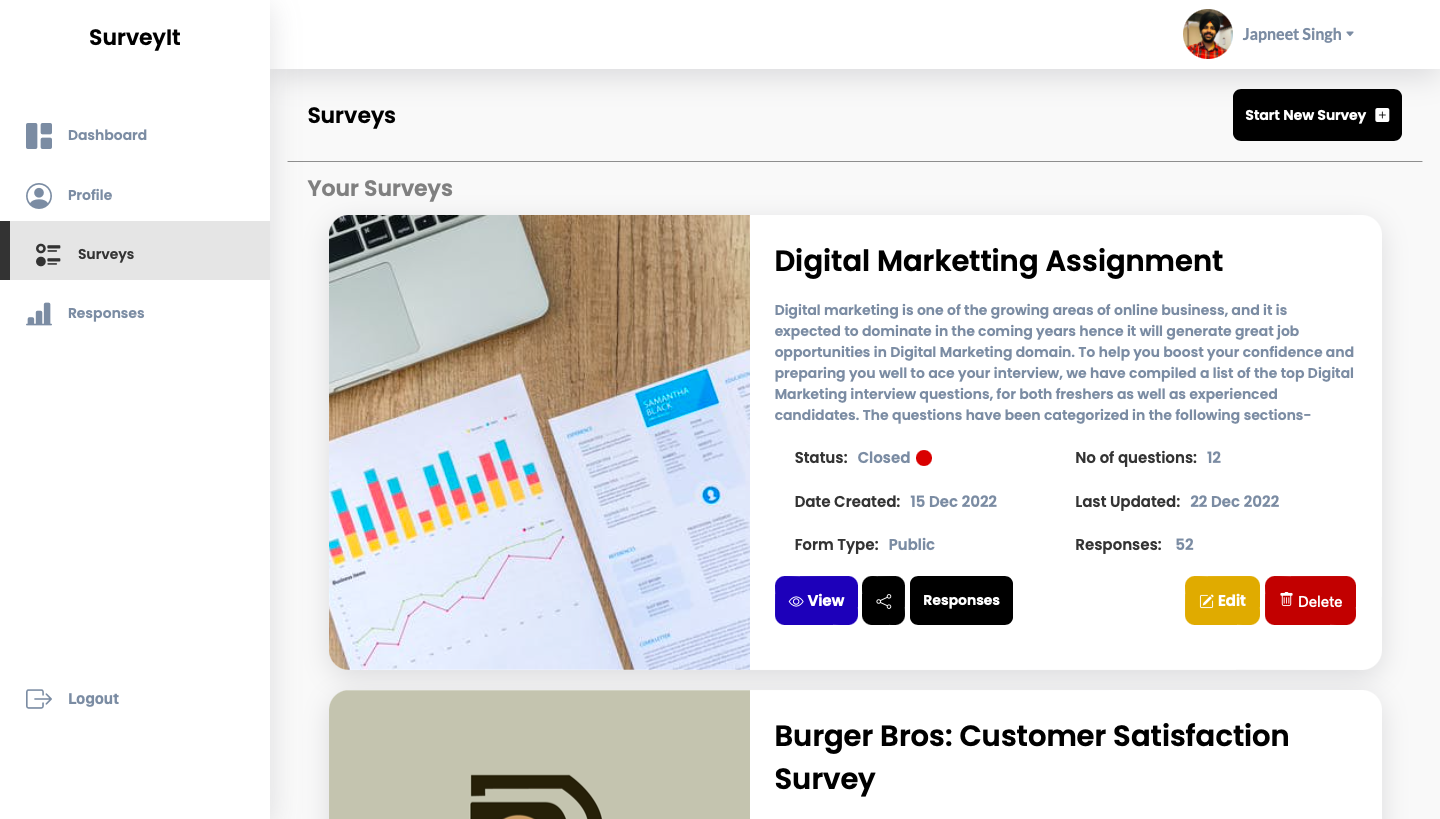 SurveyIt
Japneet Singh
Dashboard
Profile
Surveys
Responses
Logout
Surveys
Start New Survey
Your Surveys
SAMANTHA
BLACK
EXPERIENCE
REFERENCES
Business Items
Digital Marketting Assignment
Digital marketing is one of the growing areas of online business, and it is
expected to dominate in the coming years hence it will generate great job
opportunities in Digital Marketing domain. To help you boost your confidence and
preparing you well to ace your interview, we have compiled a list of the top Digital
Marketing interview questions, for both freshers as well as experienced
candidates. The questions have been categorized in the following sections-
Status: Closed
No of questions: 12
Date Created: 15 Dec 2022
Last Updated: 22 Dec 2022
Form Type: Public
Responses: 52
View
Responses
Edit
Delete
Burger Bros: Customer Satisfaction
Survey